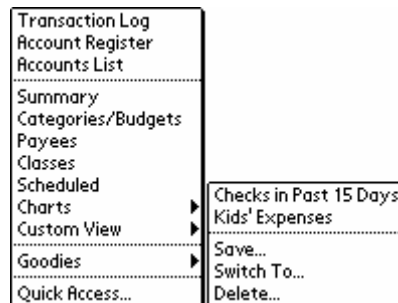 Transaction Log
Account Register
Accounts List
Summary
Categories/Budgets
Payees
Classes
Scheduled
Charts
Custom View
Goodies
Quick Access...
Checks in Past 15 Days
Kids' Expenses
Save...
Switch To...
Delete...